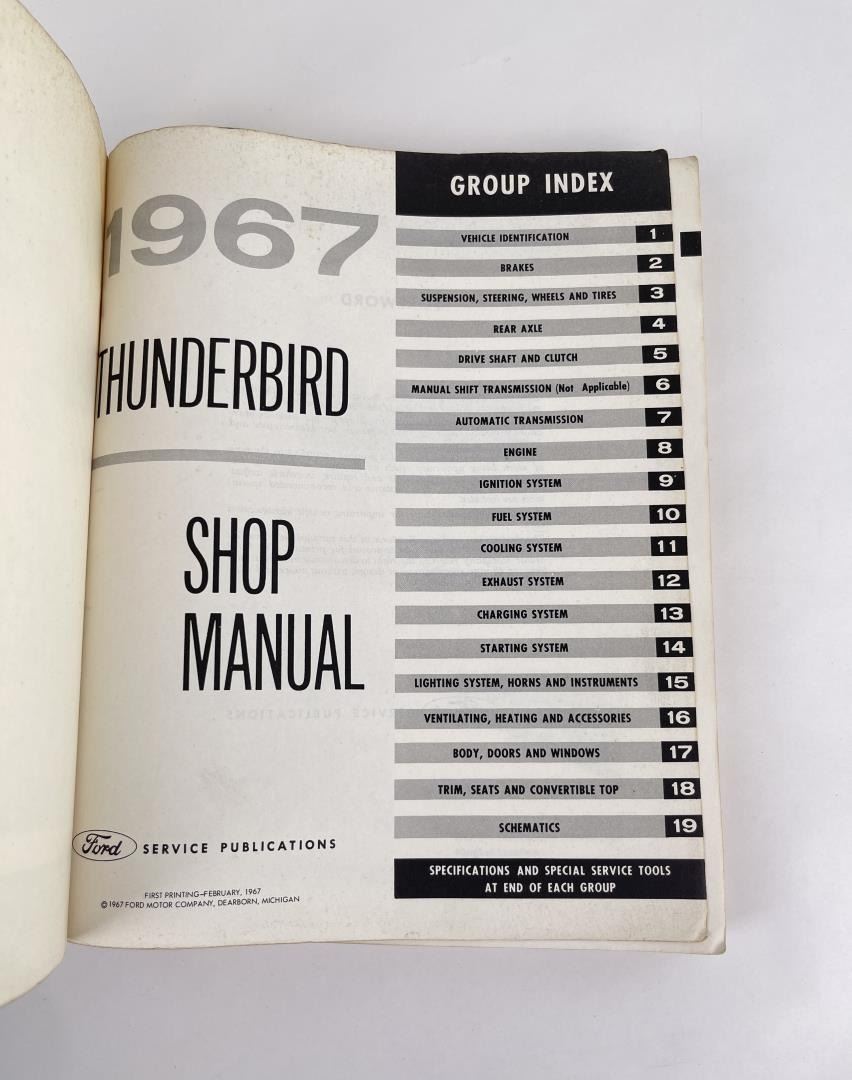 1967
THUNDERBIRD
SHOP
MANUAL
Ford SERVICE PUBLICATIONS
FIRST PRINTING—FEBRUARY, 1967
© 1967 FORD MOTOR COMPANY, DEARBORN, MICHIGAN
GROUP INDEX
VEHICLE IDENTIFICATION 1
BRAKES 2
SUSPENSION, STEERING, WHEELS AND TIRES 3
REAR AXLE 4
DRIVE SHAFT AND CLUTCH 5
MANUAL SHIFT TRANSMISSION (Not Applicable) 6
AUTOMATIC TRANSMISSION 7
ENGINE 8
IGNITION SYSTEM 9
FUEL SYSTEM 10
COOLING SYSTEM 11
EXHAUST SYSTEM 12
CHARGING SYSTEM 13
STARTING SYSTEM 14
LIGHTING SYSTEM, HORNS AND INSTRUMENTS 15
VENTILATING, HEATING AND ACCESSORIES 16
BODY, DOORS AND WINDOWS 17
TRIM, SEATS AND CONVERTIBLE TOP 18
SCHEMATICS 19
SPECIFICATIONS AND SPECIAL SERVICE TOOLS
AT END OF EACH GROUP